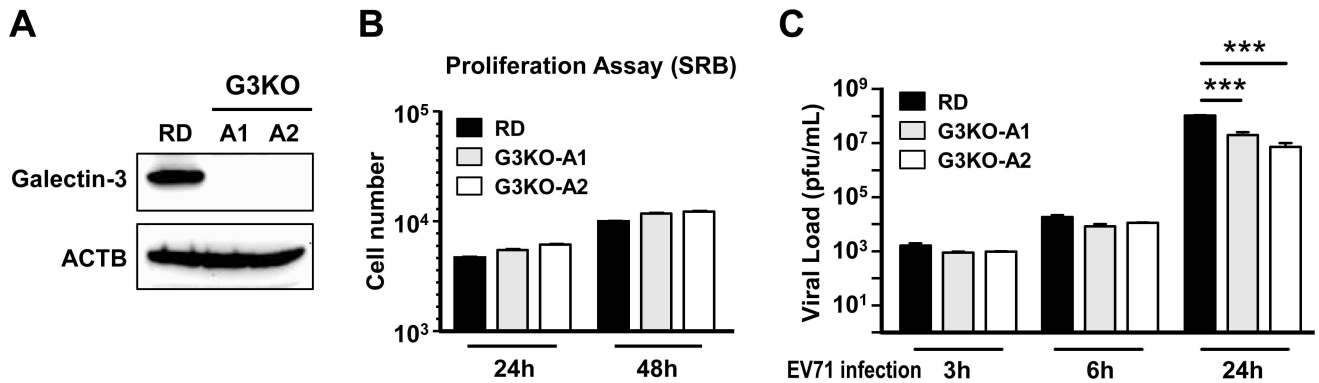 A
G3KO
RD A1 A2
Galectin-3
ACTB
B
Proliferation Assay (SRB)
Cell number
10^5
10^4
10^3
RD
G3KO-A1
G3KO-A2
24h 48h
C
Viral Load (pfu/mL)
10^9
10^7
10^5
10^3
10^1
RD
G3KO-A1
G3KO-A2
***
***
EV71 infection 3h 6h 24h